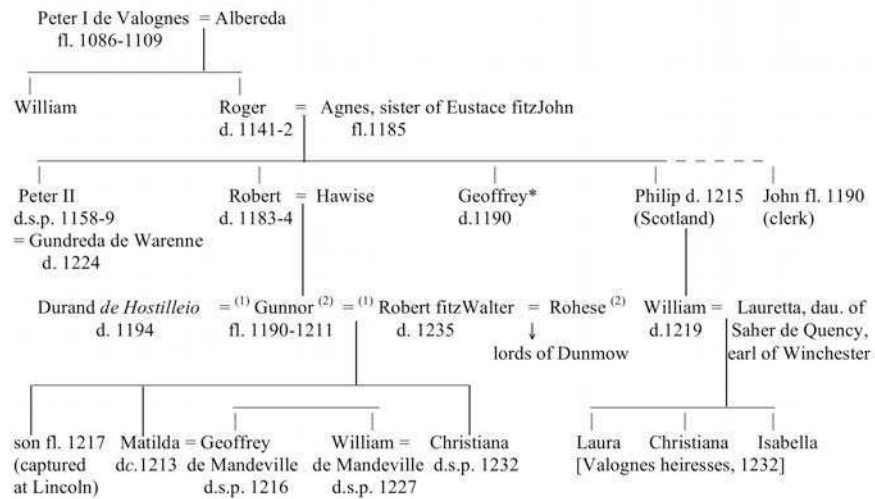 Peter I de Valognes = Albereda
fl. 1086-1109
William
Roger = Agnes, sister of Eustace fitzJohn
d. 1141-2 fl.1185
Peter II Robert = Hawise Geoffrey* Philip d. 1215 John fl. 1190
d.s.p. 1158-9 d. 1183-4 d.1190 (Scotland) (clerk)
= Gundreda de Warenne
d. 1224
Durand de Hostilleio = (1) Gunnor (2) = (1) Robert fitzWalter = Rohese (2) William = Lauretta, dau. of
d. 1194 fl. 1190-1211 d. 1235 ↓ d.1219 Saher de Quency,
lords of Dunmow earl of Winchester
son fl. 1217 Matilda = Geoffrey William = Christiana Laura Christiana Isabella
(captured dc.1213 de Mandeville de Mandeville d.s.p. 1232 [Valognes heiresses, 1232]
at Lincoln) d.s.p. 1216 d.s.p. 1227